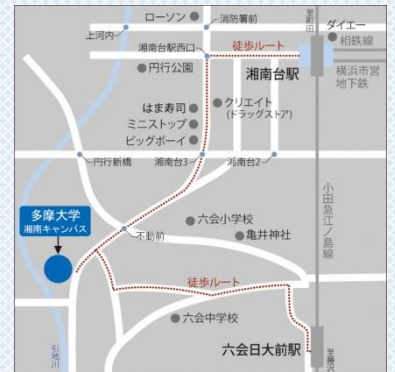 ローソン
消防署前
至町田
ダイエー
上河内
湘南台駅西口
徒歩ルート
相鉄線
円行公園
湘南台駅
横浜市営
地下鉄
はま寿司
クリエイト
(ドラッグストア)
ミニストップ
ビッグボーイ
円行新橋
湘南台3
湘南台2
小田急江ノ島線
多摩大学
湘南キャンパス
六会小学校
不動前
亀井神社
徒歩ルート
六会中学校
引地川
六会日大前駅
至藤沢